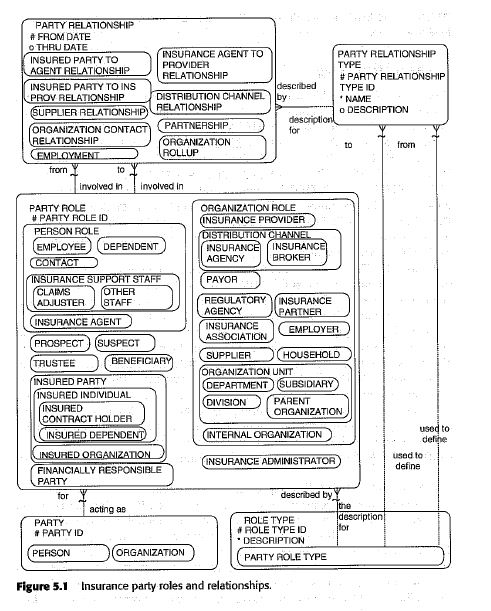 PARTY RELATIONSHIP
# FROM DATE
o THRU DATE
INSURED PARTY TO
AGENT RELATIONSHIP
INSURED PARTY TO INS
PROV RELATIONSHIP
SUPPLIER RELATIONSHIP
ORGANIZATION CONTACT
RELATIONSHIP
EMPLOYMENT
INSURANCE AGENT TO
PROVIDER
RELATIONSHIP
DISTRIBUTION CHANNEL
RELATIONSHIP
PARTNERSHIP
ORGANIZATION
ROLLUP
described
by
description
for
PARTY RELATIONSHIP
TYPE
# PARTY RELATIONSHIP
TYPE ID
* NAME
o DESCRIPTION
to
from
from
to
involved in
involved in
PARTY ROLE
# PARTY ROLE ID
PERSON ROLE
EMPLOYEE
DEPENDENT
CONTACT
INSURANCE SUPPORT STAFF
CLAIMS
ADJUSTER
OTHER
STAFF
INSURANCE AGENT
PROSPECT
SUSPECT
TRUSTEE
BENEFICIARY
INSURED PARTY
INSURED INDIVIDUAL
INSURED
CONTRACT HOLDER
INSURED DEPENDENT
INSURED ORGANIZATION
FINANCIALLY RESPONSIBLE
PARTY
ORGANIZATION ROLE
INSURANCE PROVIDER
DISTRIBUTION CHANNEL
INSURANCE
AGENCY
INSURANCE
BROKER
PAYOR
REGULATORY
AGENCY
INSURANCE
PARTNER
INSURANCE
ASSOCIATION
EMPLOYER
SUPPLIER
HOUSEHOLD
ORGANIZATION UNIT
DEPARTMENT
SUBSIDIARY
DIVISION
PARENT
ORGANIZATION
INTERNAL ORGANIZATION
INSURANCE ADMINISTRATOR
used to
define
used to
define
for
acting as
described by
the
description
for
PARTY
# PARTY ID
PERSON
ORGANIZATION
ROLE TYPE
# ROLE TYPE ID
* DESCRIPTION
PARTY ROLE TYPE
Figure 5.1 Insurance party roles and relationships.